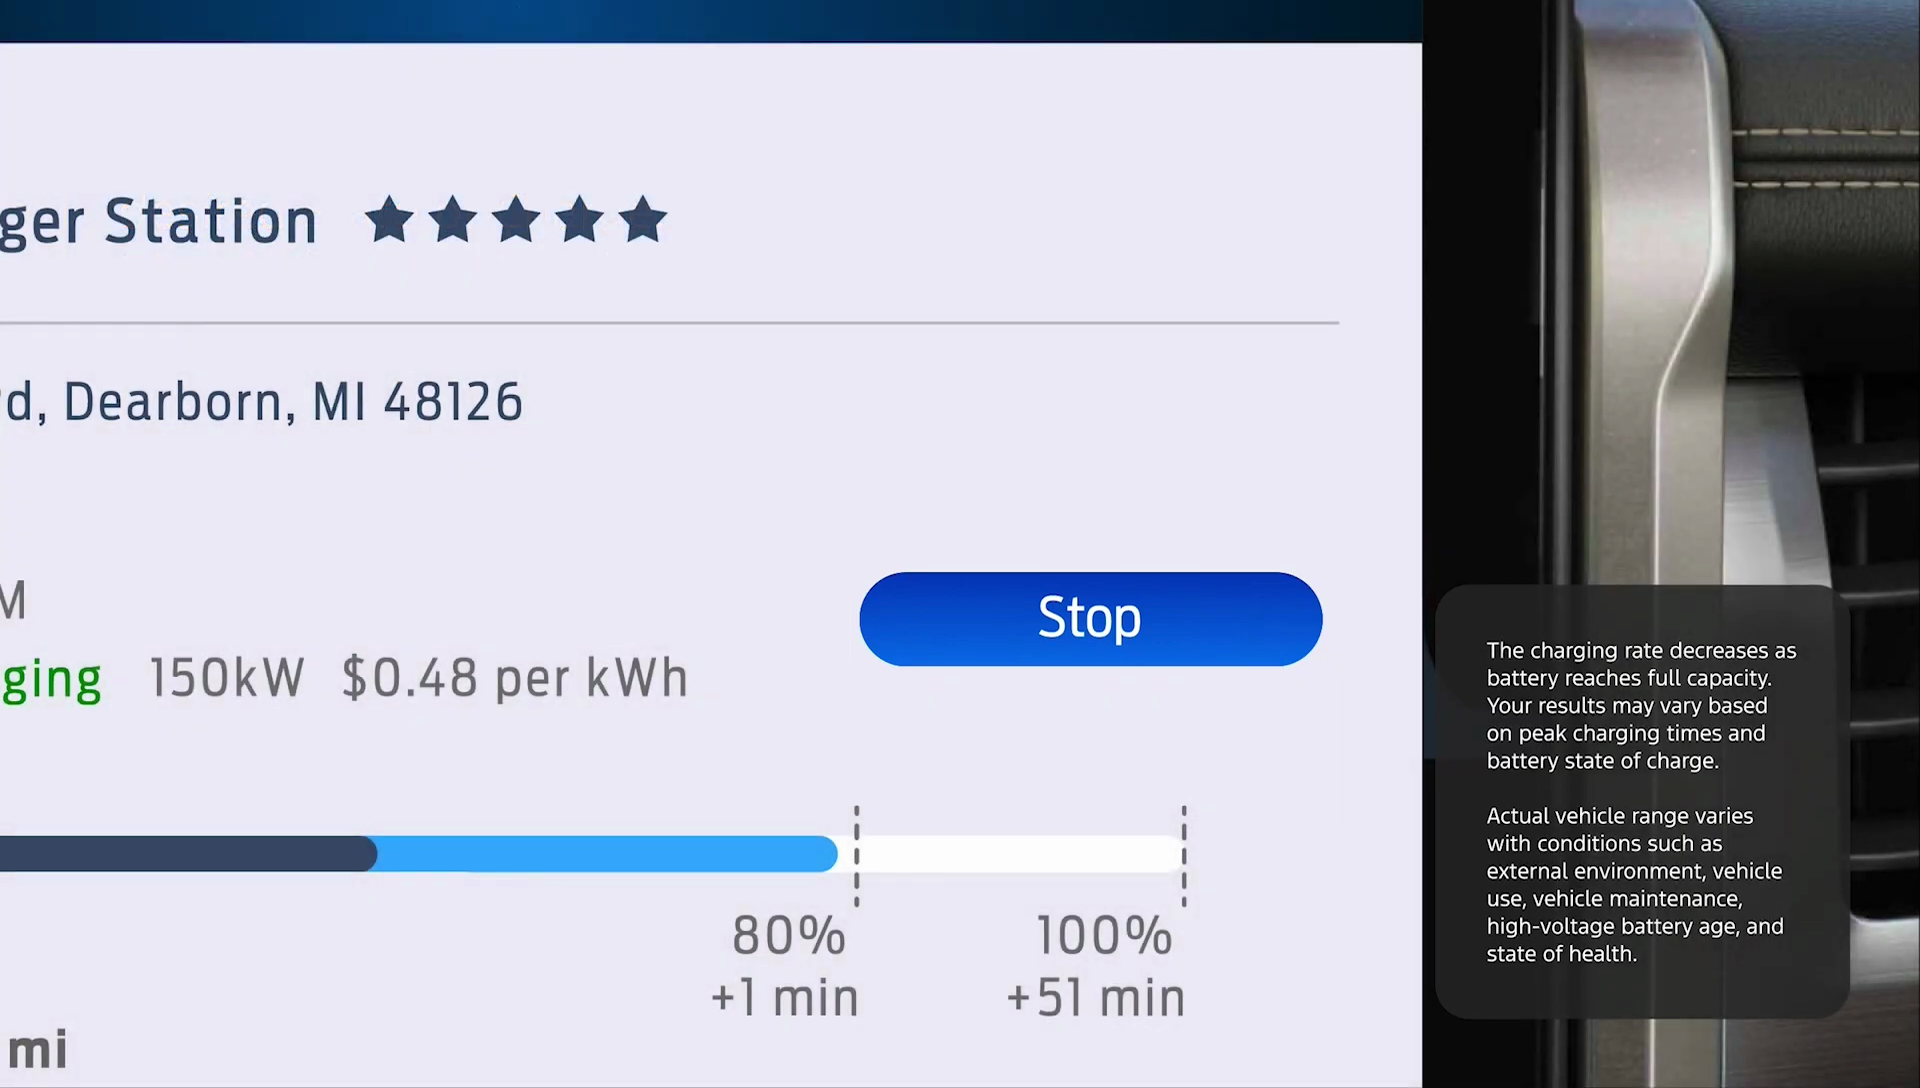 ger Station
d, Dearborn, MI 48126
M
ging 150kW $0.48 per kWh
Stop
80% 100%
+1 min +51 min
mi
The charging rate decreases as
battery reaches full capacity.
Your results may vary based
on peak charging times and
battery state of charge.
Actual vehicle range varies
with conditions such as
external environment, vehicle
use, vehicle maintenance,
high-voltage battery age, and
state of health.